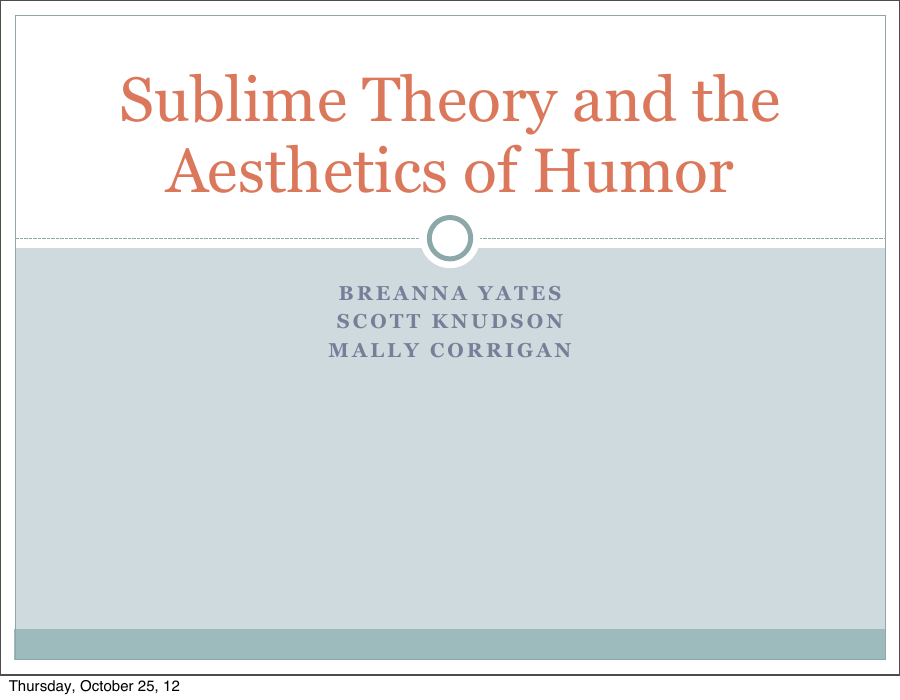 Sublime Theory and the
Aesthetics of Humor
BREANNA YATES
SCOTT KNUDSON
MALLY CORRIGAN
Thursday, October 25, 12